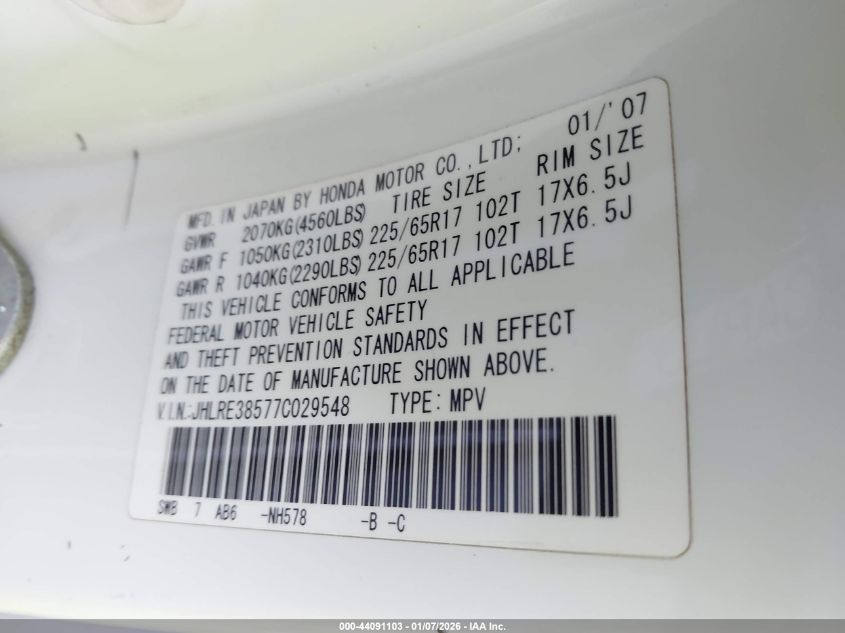 MFD. IN JAPAN BY HONDA MOTOR CO., LTD; 01/'07
GVWR 2070KG(4560LBS) TIRE SIZE RIM SIZE
GAWR F 1050KG(2310LBS) 225/65R17 102T 17X6.5J
GAWR R 1040KG(2290LBS) 225/65R17 102T 17X6.5J
THIS VEHICLE CONFORMS TO ALL APPLICABLE
FEDERAL MOTOR VEHICLE SAFETY
AND THEFT PREVENTION STANDARDS IN EFFECT
ON THE DATE OF MANUFACTURE SHOWN ABOVE.
V.I.N.:JHLRE38577C029548 TYPE: MPV
SWB 7 AB6 -NH578 -B -C
000-44091103 - 01/07/2026 - IAA Inc.